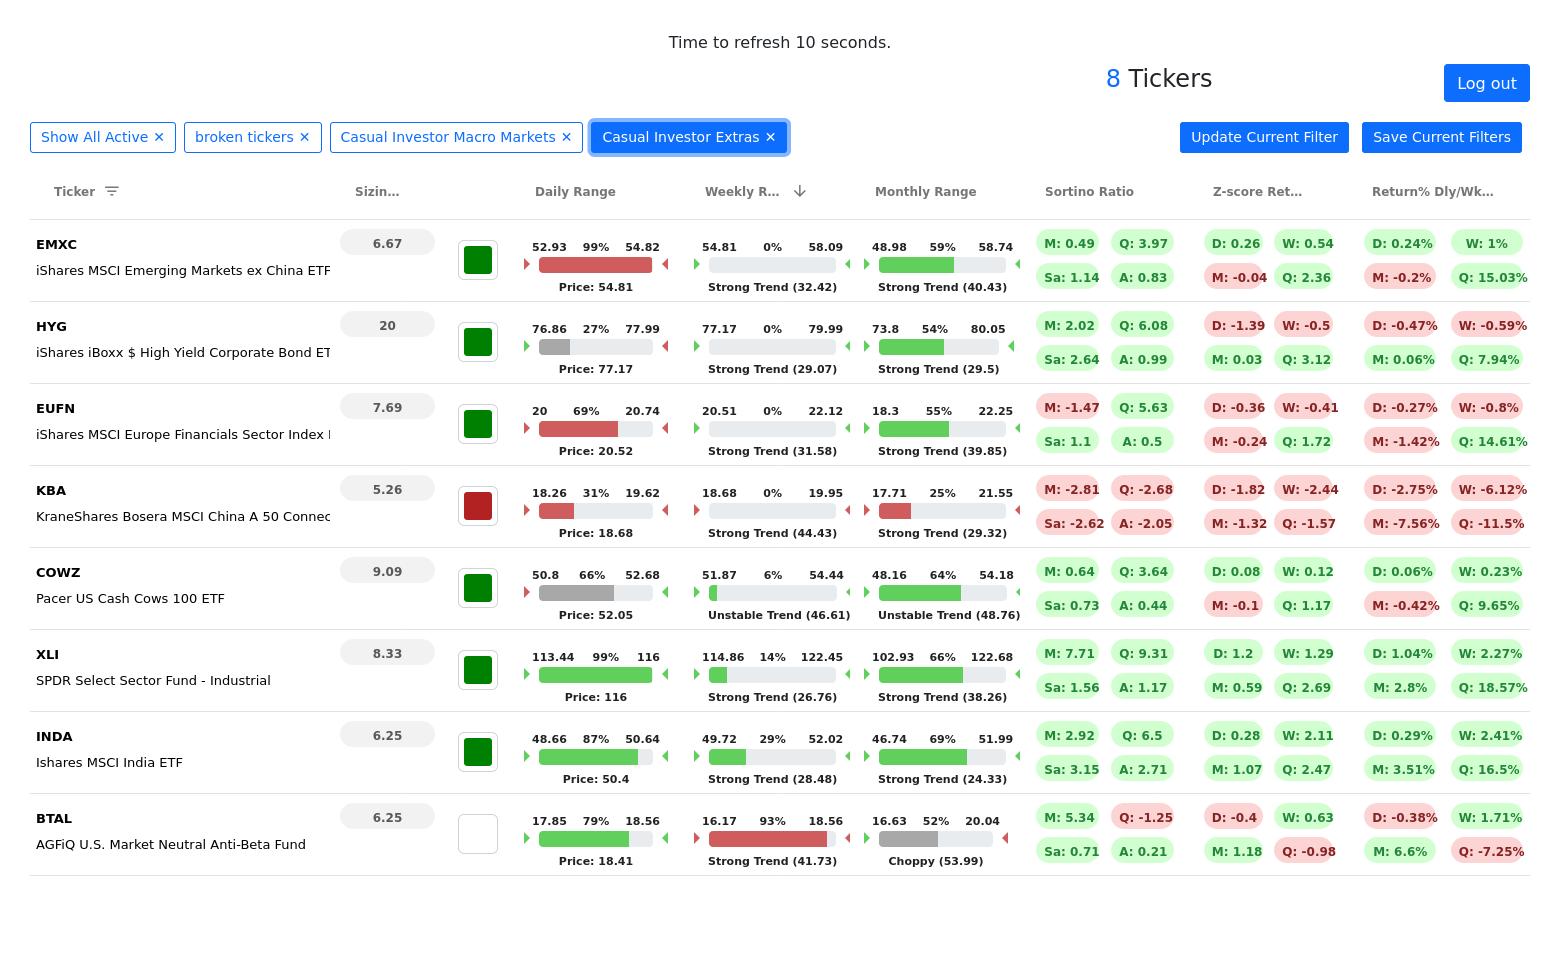 Time to refresh 10 seconds.
8 Tickers
Log out
Show All Active ✕ broken tickers ✕ Casual Investor Macro Markets ✕ Casual Investor Extras ✕ Update Current Filter Save Current Filters
Ticker Sizin… Daily Range Weekly R… Monthly Range Sortino Ratio Z-score Ret… Return% Dly/Wk…
EMXC 6.67 52.93 99% 54.82 54.81 0% 58.09 48.98 59% 58.74 M: 0.49 Q: 3.97 D: 0.26 W: 0.54 D: 0.24% W: 1%
iShares MSCI Emerging Markets ex China ETF Price: 54.81 Strong Trend (32.42) Strong Trend (40.43) Sa: 1.14 A: 0.83 M: -0.04 Q: 2.36 M: -0.2% Q: 15.03%
HYG 20 76.86 27% 77.99 77.17 0% 79.99 73.8 54% 80.05 M: 2.02 Q: 6.08 D: -1.39 W: -0.5 D: -0.47% W: -0.59%
iShares iBoxx $ High Yield Corporate Bond ET Price: 77.17 Strong Trend (29.07) Strong Trend (29.5) Sa: 2.64 A: 0.99 M: 0.03 Q: 3.12 M: 0.06% Q: 7.94%
EUFN 7.69 20 69% 20.74 20.51 0% 22.12 18.3 55% 22.25 M: -1.47 Q: 5.63 D: -0.36 W: -0.41 D: -0.27% W: -0.8%
iShares MSCI Europe Financials Sector Index Price: 20.52 Strong Trend (31.58) Strong Trend (39.85) Sa: 1.1 A: 0.5 M: -0.24 Q: 1.72 M: -1.42% Q: 14.61%
KBA 5.26 18.26 31% 19.62 18.68 0% 19.95 17.71 25% 21.55 M: -2.81 Q: -2.68 D: -1.82 W: -2.44 D: -2.75% W: -6.12%
KraneShares Bosera MSCI China A 50 Connec Price: 18.68 Strong Trend (44.43) Strong Trend (29.32) Sa: -2.62 A: -2.05 M: -1.32 Q: -1.57 M: -7.56% Q: -11.5%
COWZ 9.09 50.8 66% 52.68 51.87 6% 54.44 48.16 64% 54.18 M: 0.64 Q: 3.64 D: 0.08 W: 0.12 D: 0.06% W: 0.23%
Pacer US Cash Cows 100 ETF Price: 52.05 Unstable Trend (46.61) Unstable Trend (48.76) Sa: 0.73 A: 0.44 M: -0.1 Q: 1.17 M: -0.42% Q: 9.65%
XLI 8.33 113.44 99% 116 114.86 14% 122.45 102.93 66% 122.68 M: 7.71 Q: 9.31 D: 1.2 W: 1.29 D: 1.04% W: 2.27%
SPDR Select Sector Fund - Industrial Price: 116 Strong Trend (26.76) Strong Trend (38.26) Sa: 1.56 A: 1.17 M: 0.59 Q: 2.69 M: 2.8% Q: 18.57%
INDA 6.25 48.66 87% 50.64 49.72 29% 52.02 46.74 69% 51.99 M: 2.92 Q: 6.5 D: 0.28 W: 2.11 D: 0.29% W: 2.41%
Ishares MSCI India ETF Price: 50.4 Strong Trend (28.48) Strong Trend (24.33) Sa: 3.15 A: 2.71 M: 1.07 Q: 2.47 M: 3.51% Q: 16.5%
BTAL 6.25 17.85 79% 18.56 16.17 93% 18.56 16.63 52% 20.04 M: 5.34 Q: -1.25 D: -0.4 W: 0.63 D: -0.38% W: 1.71%
AGFiQ U.S. Market Neutral Anti-Beta Fund Price: 18.41 Strong Trend (41.73) Choppy (53.99) Sa: 0.71 A: 0.21 M: 1.18 Q: -0.98 M: 6.6% Q: -7.25%